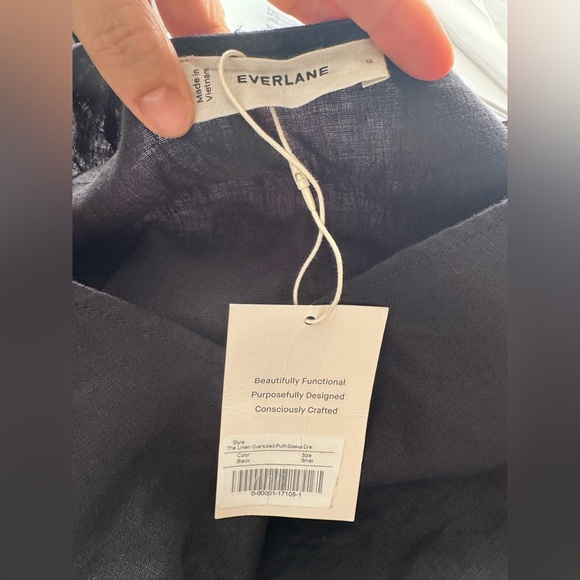 Made in
Vietnam
EVERLANE
S
Beautifully Functional
Purposefully Designed
Consciously Crafted
Style
The Linen Oversized Puff-Sleeve Dre
Color Size
Black Small
0-00001-17105-1